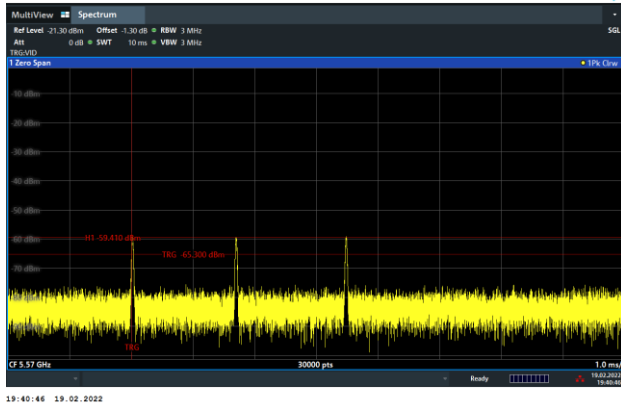 MultiView Spectrum
Ref Level -21.30 dBm Offset -1.30 dB RBW 3 MHz SGL
Att 0 dB SWT 10 ms VBW 3 MHz
TRG:VID
1 Zero Span 1Pk Clrw
-10 dBm
-20 dBm
-30 dBm
-40 dBm
-50 dBm
-60 dBm H1 -59.410 dBm
TRG -65.300 dBm
-70 dBm
TRG
CF 5.57 GHz 30000 pts 1.0 ms/
Ready 19.02.2022
19:40:46
19:40:46 19.02.2022